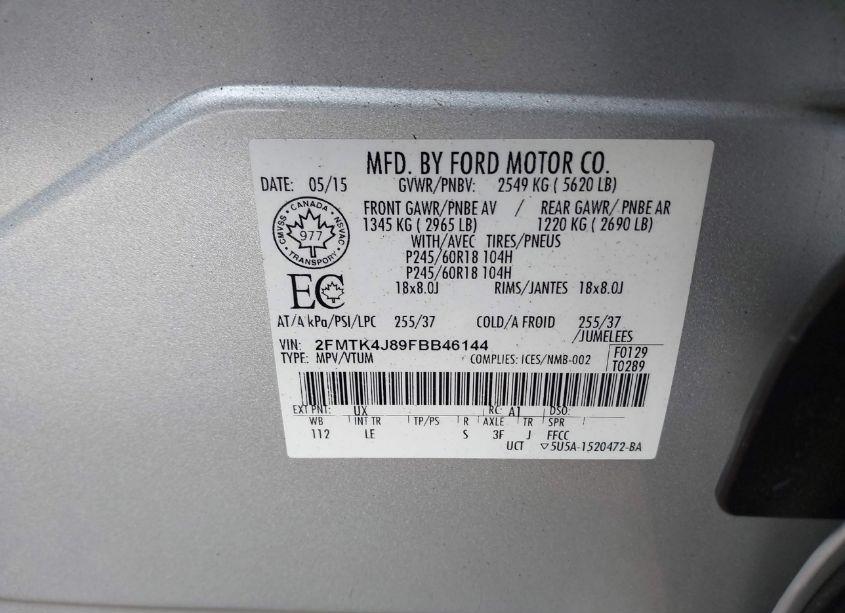 MFD. BY FORD MOTOR CO.
DATE: 05/15 GVWR/PNBV: 2549 KG ( 5620 LB)
FRONT GAWR/PNBE AV / REAR GAWR/ PNBE AR
1345 KG ( 2965 LB) 1220 KG ( 2690 LB)
WITH/AVEC TIRES/PNEUS
P245/60R18 104H
P245/60R18 104H
18x8.0J RIMS/JANTES 18x8.0J
CANADA
CMVSS NSVAC
977
TRANSPORT
EC
AT/A kPa/PSI/LPC 255/37 COLD/A FROID 255/37
/JUMELEES
VIN: 2FMTK4J89FBB46144
F0129
TYPE: MPV/VTUM COMPLIES: ICES/NMB-002
T0289
EXT PNT: UX RC: A1 DSO:
WB INT TR TP/PS R AXLE TR SPR
112 LE S 3F J FFCC
UCT ▽5U5A-1520472-BA